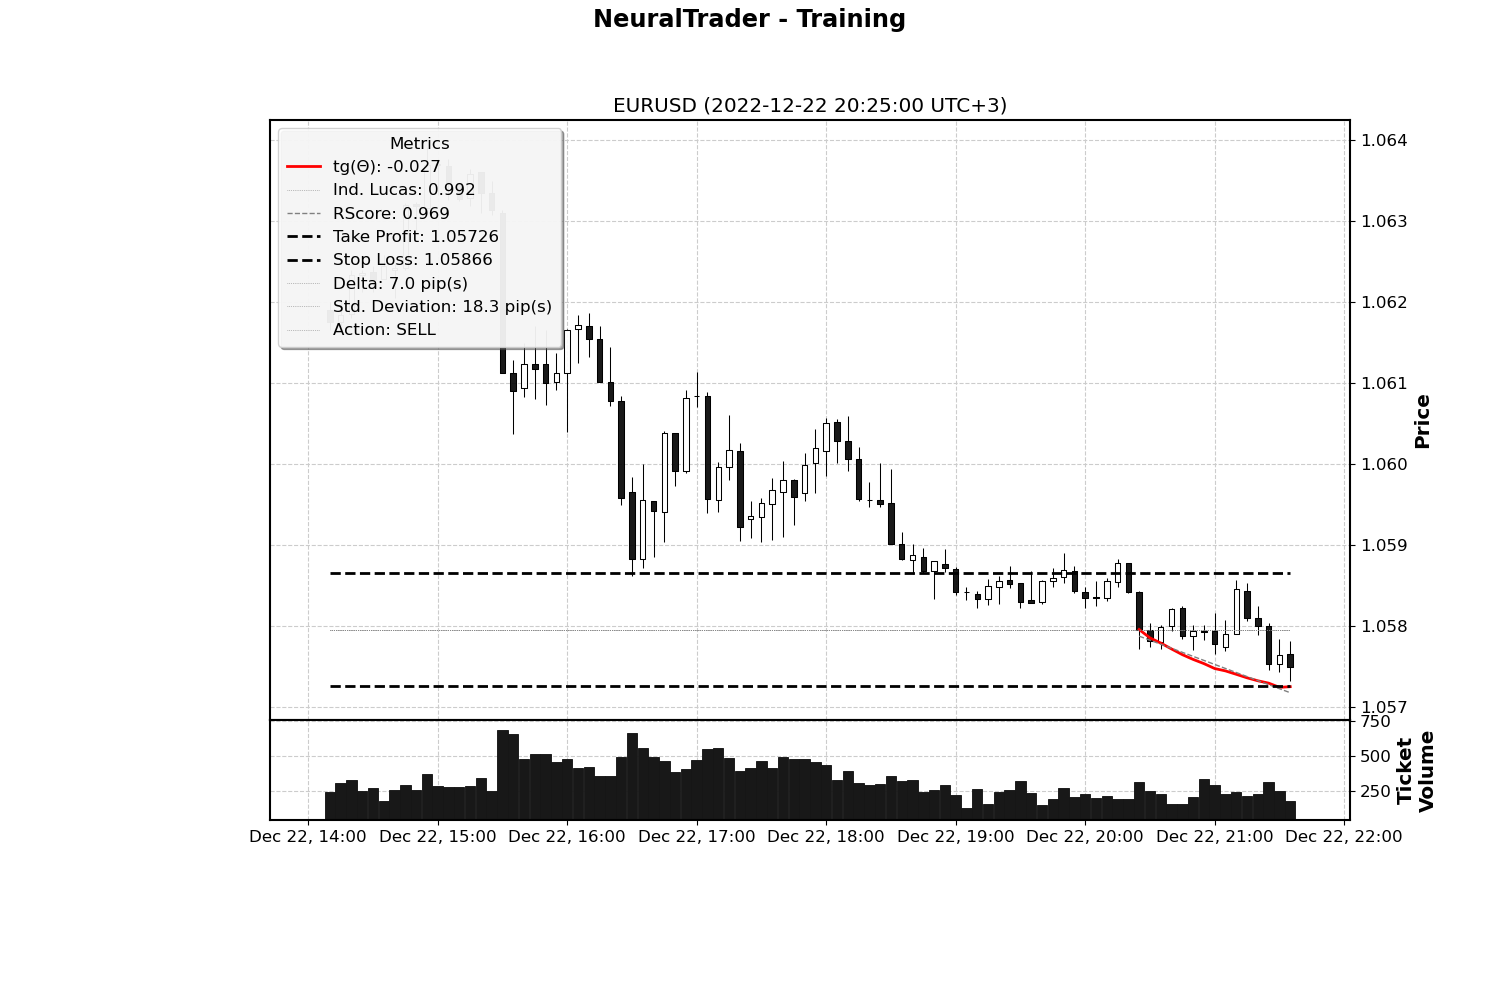 NeuralTrader - Training
EURUSD (2022-12-22 20:25:00 UTC+3)
Metrics
tg(Θ): -0.027
Ind. Lucas: 0.992
RScore: 0.969
Take Profit: 1.05726
Stop Loss: 1.05866
Delta: 7.0 pip(s)
Std. Deviation: 18.3 pip(s)
Action: SELL
1.064
1.063
1.062
1.061
1.060
1.059
1.058
1.057
Price
750
500
250
Ticket
Volume
Dec 22, 14:00 Dec 22, 15:00 Dec 22, 16:00 Dec 22, 17:00 Dec 22, 18:00 Dec 22, 19:00 Dec 22, 20:00 Dec 22, 21:00 Dec 22, 22:00